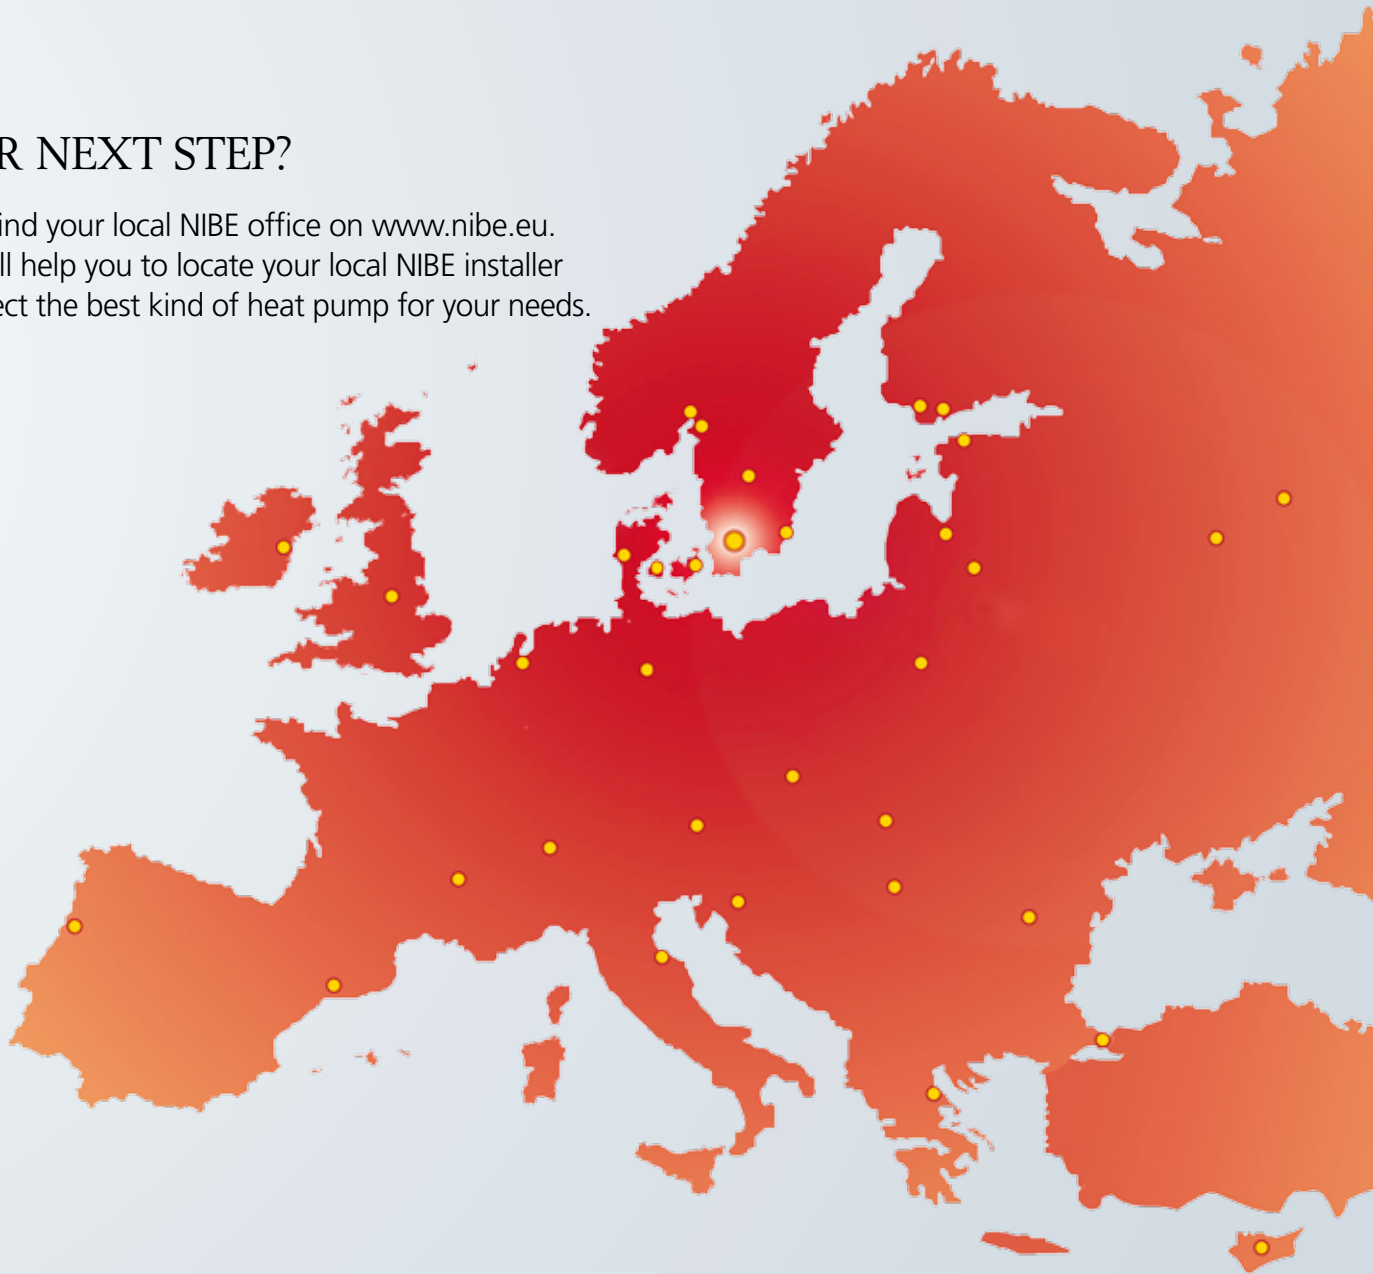 R NEXT STEP?
ind your local NIBE office on www.nibe.eu.
ll help you to locate your local NIBE installer
ect the best kind of heat pump for your needs.